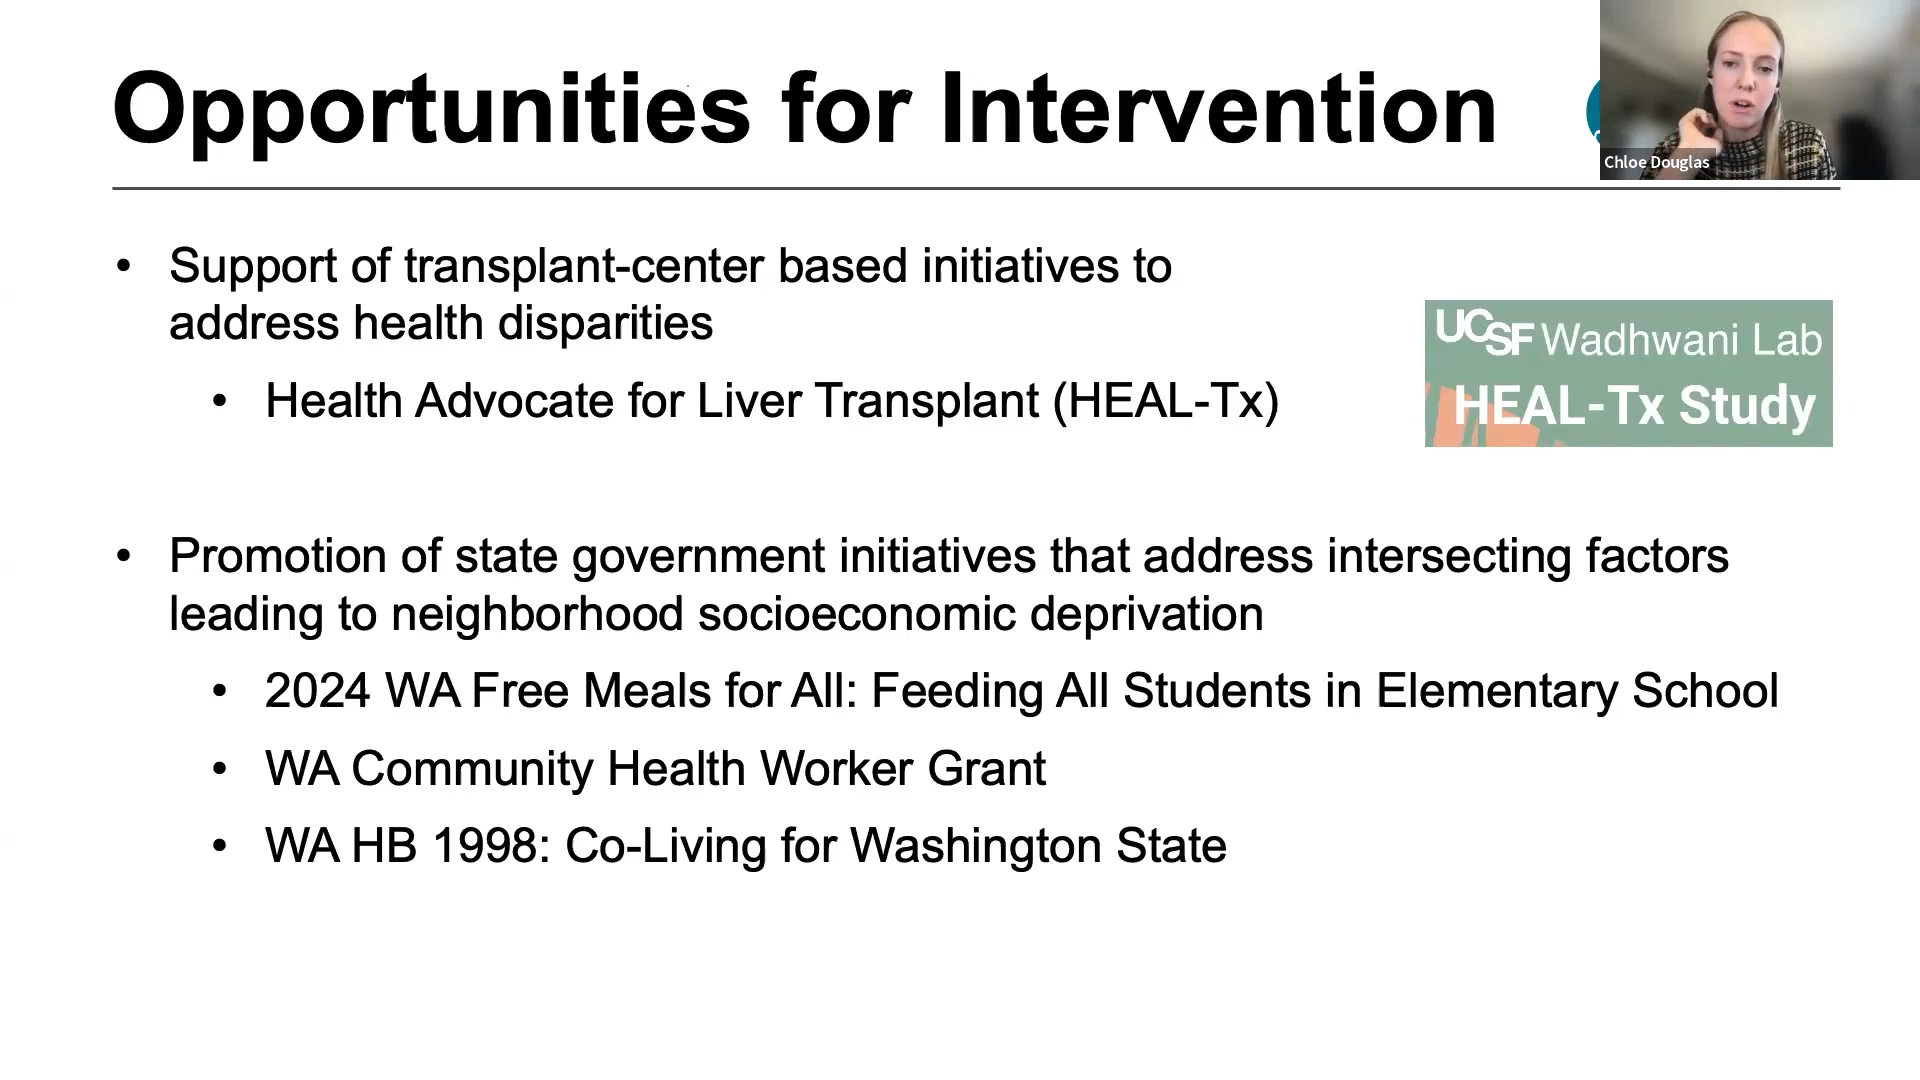 Opportunities for Intervention
Chloe Douglas
• Support of transplant-center based initiatives to
address health disparities
• Health Advocate for Liver Transplant (HEAL-Tx)
UCSF Wadhwani Lab
HEAL-Tx Study
• Promotion of state government initiatives that address intersecting factors
leading to neighborhood socioeconomic deprivation
• 2024 WA Free Meals for All: Feeding All Students in Elementary School
• WA Community Health Worker Grant
• WA HB 1998: Co-Living for Washington State